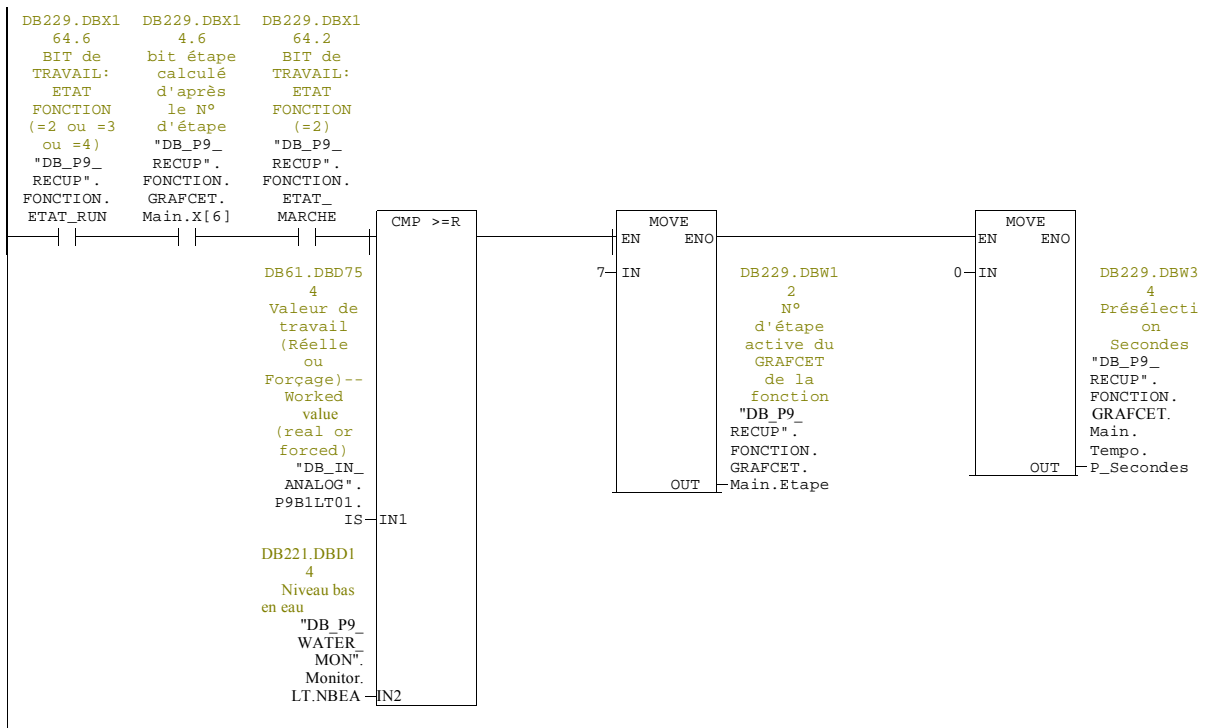 DB229.DBX1
64.6
BIT de
TRAVAIL:
ETAT
FONCTION
(=2 ou =3
ou =4)
"DB_P9_
RECUP".
FONCTION.
ETAT_RUN
DB229.DBX1
4.6
bit étape
calculé
d'après
le N°
d'étape
"DB_P9_
RECUP".
FONCTION.
GRAFCET.
Main.X[6]
DB229.DBX1
64.2
BIT de
TRAVAIL:
ETAT
FONCTION
(=2)
"DB_P9_
RECUP".
FONCTION.
ETAT_
MARCHE
CMP >=R
DB61.DBD75
4
Valeur de
travail
(Réelle
ou
Forçage)--
Worked
value
(real or
forced)
"DB_IN_
ANALOG".
P9B1LT01.
IS
IN1
DB221.DBD1
4
Niveau bas
en eau
"DB_P9_
WATER_
MON".
Monitor.
LT.NBEA
IN2
MOVE
EN ENO
7 IN
DB229.DBW1
2
N°
d'étape
active du
GRAFCET
de la
fonction
"DB_P9_
RECUP".
FONCTION.
GRAFCET.
OUT Main.Etape
MOVE
EN ENO
0 IN
DB229.DBW3
4
Présélecti
on
Secondes
"DB_P9_
RECUP".
FONCTION.
GRAFCET.
Main.
Tempo.
OUT P_Secondes